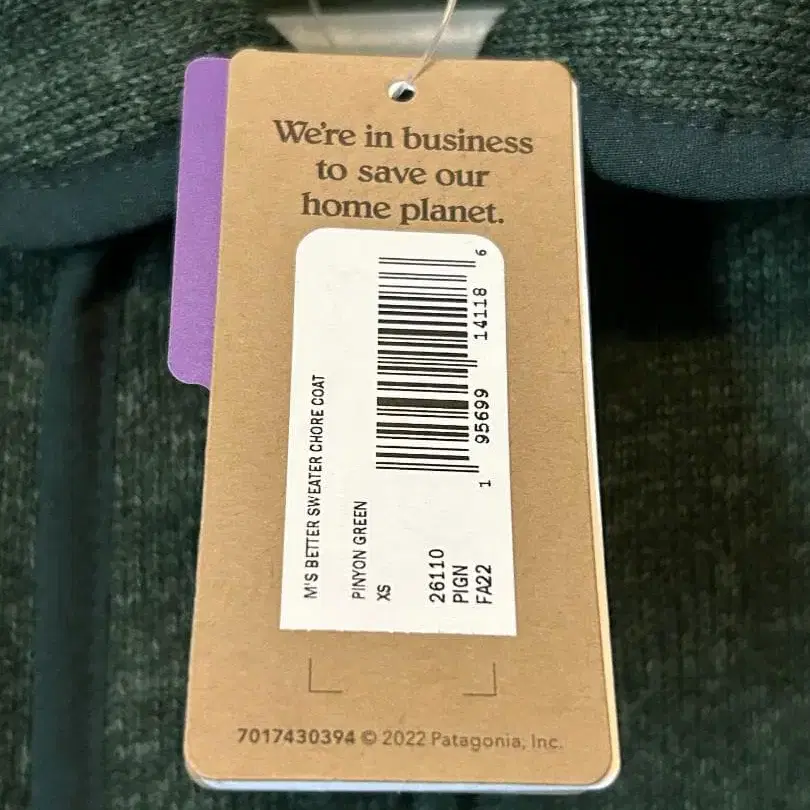 We're in business
to save our
home planet.
M'S BETTER SWEATER CHORE COAT
PINYON GREEN
XS
26110
PIGN
FA22
1 95699 14118 6
7017430394 © 2022 Patagonia, Inc.